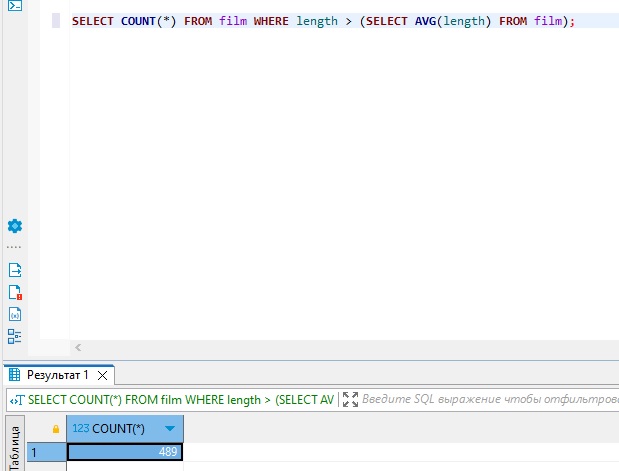 SELECT COUNT(*) FROM film WHERE length > (SELECT AVG(length) FROM film);
Результат 1
SELECT COUNT(*) FROM film WHERE length > (SELECT AV
Введите SQL выражение чтобы отфильтрова
Таблица
123 COUNT(*)
1
489